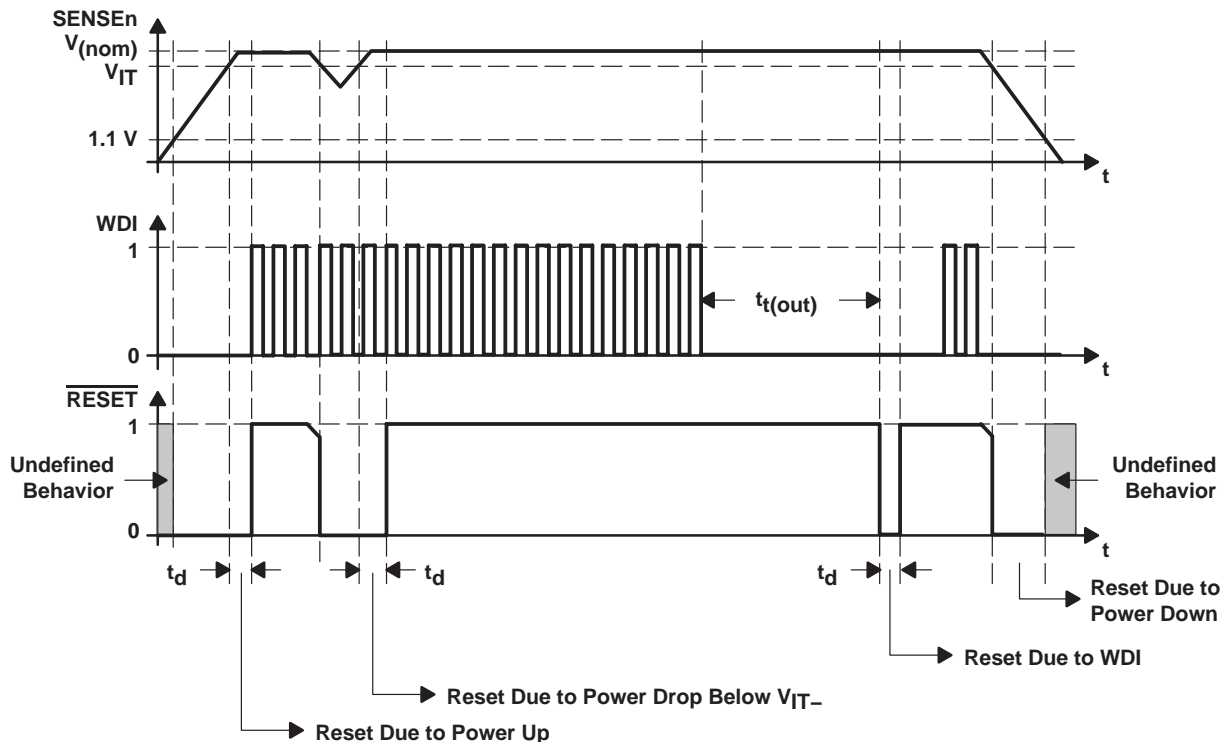 SENSEn
V(nom)
VIT
1.1 V
t
WDI
1
tt(out)
0
t
RESET
1
Undefined
Behavior
Undefined
Behavior
0
t
td
td
td
Reset Due to
Power Down
Reset Due to WDI
Reset Due to Power Drop Below VIT–
Reset Due to Power Up